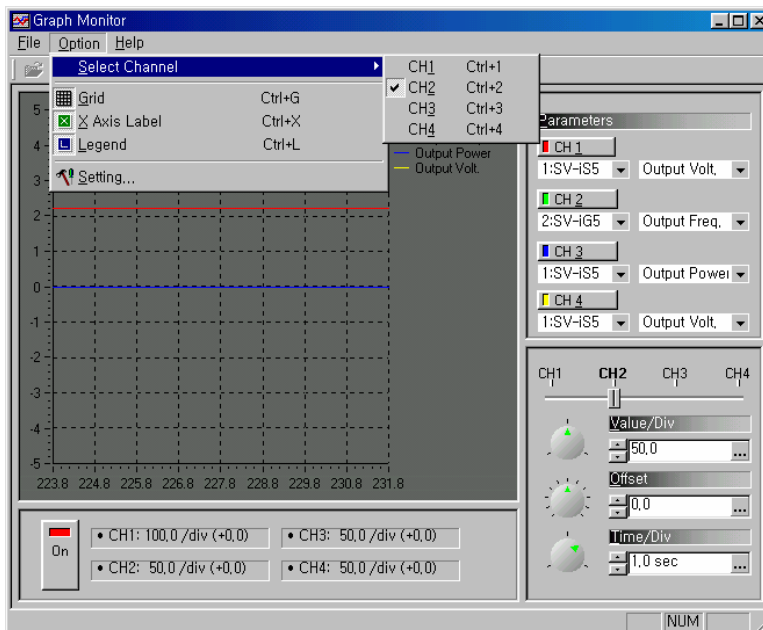 Graph Monitor
File Option Help
Select Channel
CH1 Ctrl+1
CH2 Ctrl+2
CH3 Ctrl+3
CH4 Ctrl+4
Grid Ctrl+G
X Axis Label Ctrl+X
Legend Ctrl+L
Setting...
Output Power
Output Volt.
5
4
3
2
1
0
-1
-2
-3
-4
-5
223.8 224.8 225.8 226.8 227.8 228.8 229.8 230.8 231.8
Parameters
CH 1
1:SV-iS5 Output Volt,
CH 2
2:SV-iG5 Output Freq,
CH 3
1:SV-iS5 Output Power
CH 4
1:SV-iS5 Output Volt,
CH1 CH2 CH3 CH4
Value/Div
50,0 ...
Offset
0,0 ...
Time/Div
1,0 sec ...
On
• CH1: 100,0 /div (+0,0) • CH3: 50,0 /div (+0,0)
• CH2: 50,0 /div (+0,0) • CH4: 50,0 /div (+0,0)
NUM